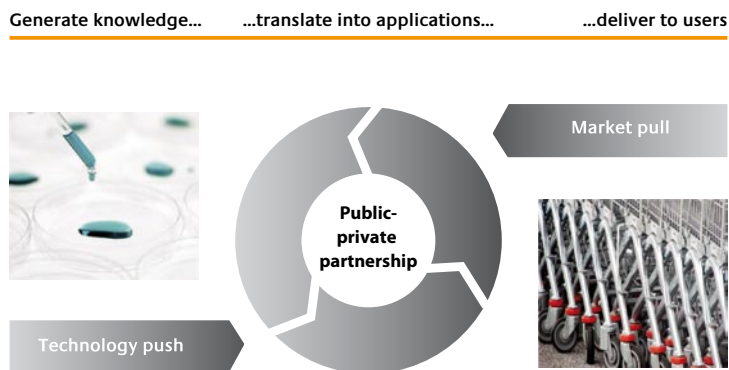 Generate knowledge... ...translate into applications... ...deliver to users
Market pull
Public-
private
partnership
Technology push